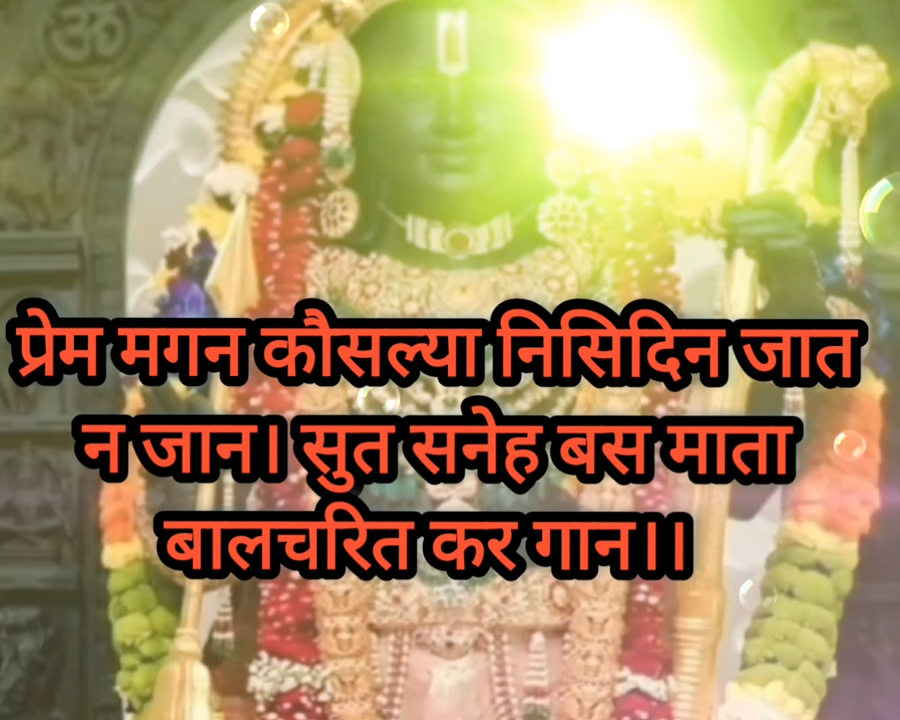 प्रेम मगन कौसल्या निसिदिन जात
न जान। सुत सनेह बस माता
बालचरित कर गान।।
ॐ